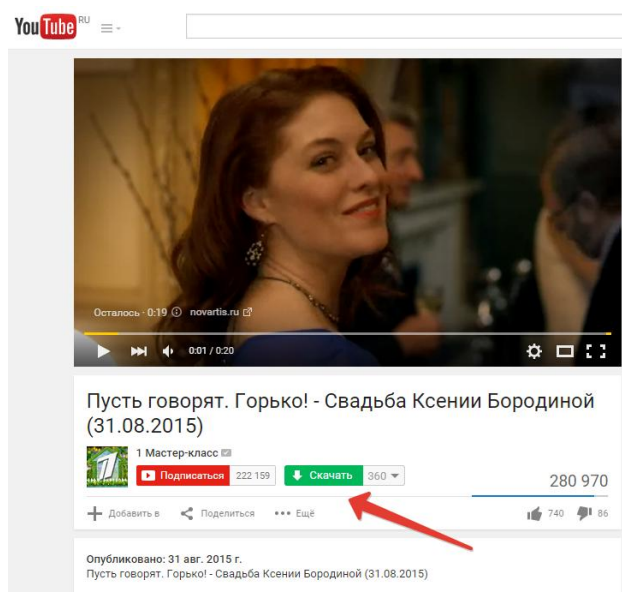 YouTube RU
Осталось · 0:19 novartis.ru
0:01 / 0:20
Пусть говорят. Горько! - Свадьба Ксении Бородиной
(31.08.2015)
1 Мастер-класс
Подписаться 222 159 Скачать 360
280 970
Добавить в Поделиться Ещё 740 86
Опубликовано: 31 авг. 2015 г.
Пусть говорят. Горько! - Свадьба Ксении Бородиной (31.08.2015)